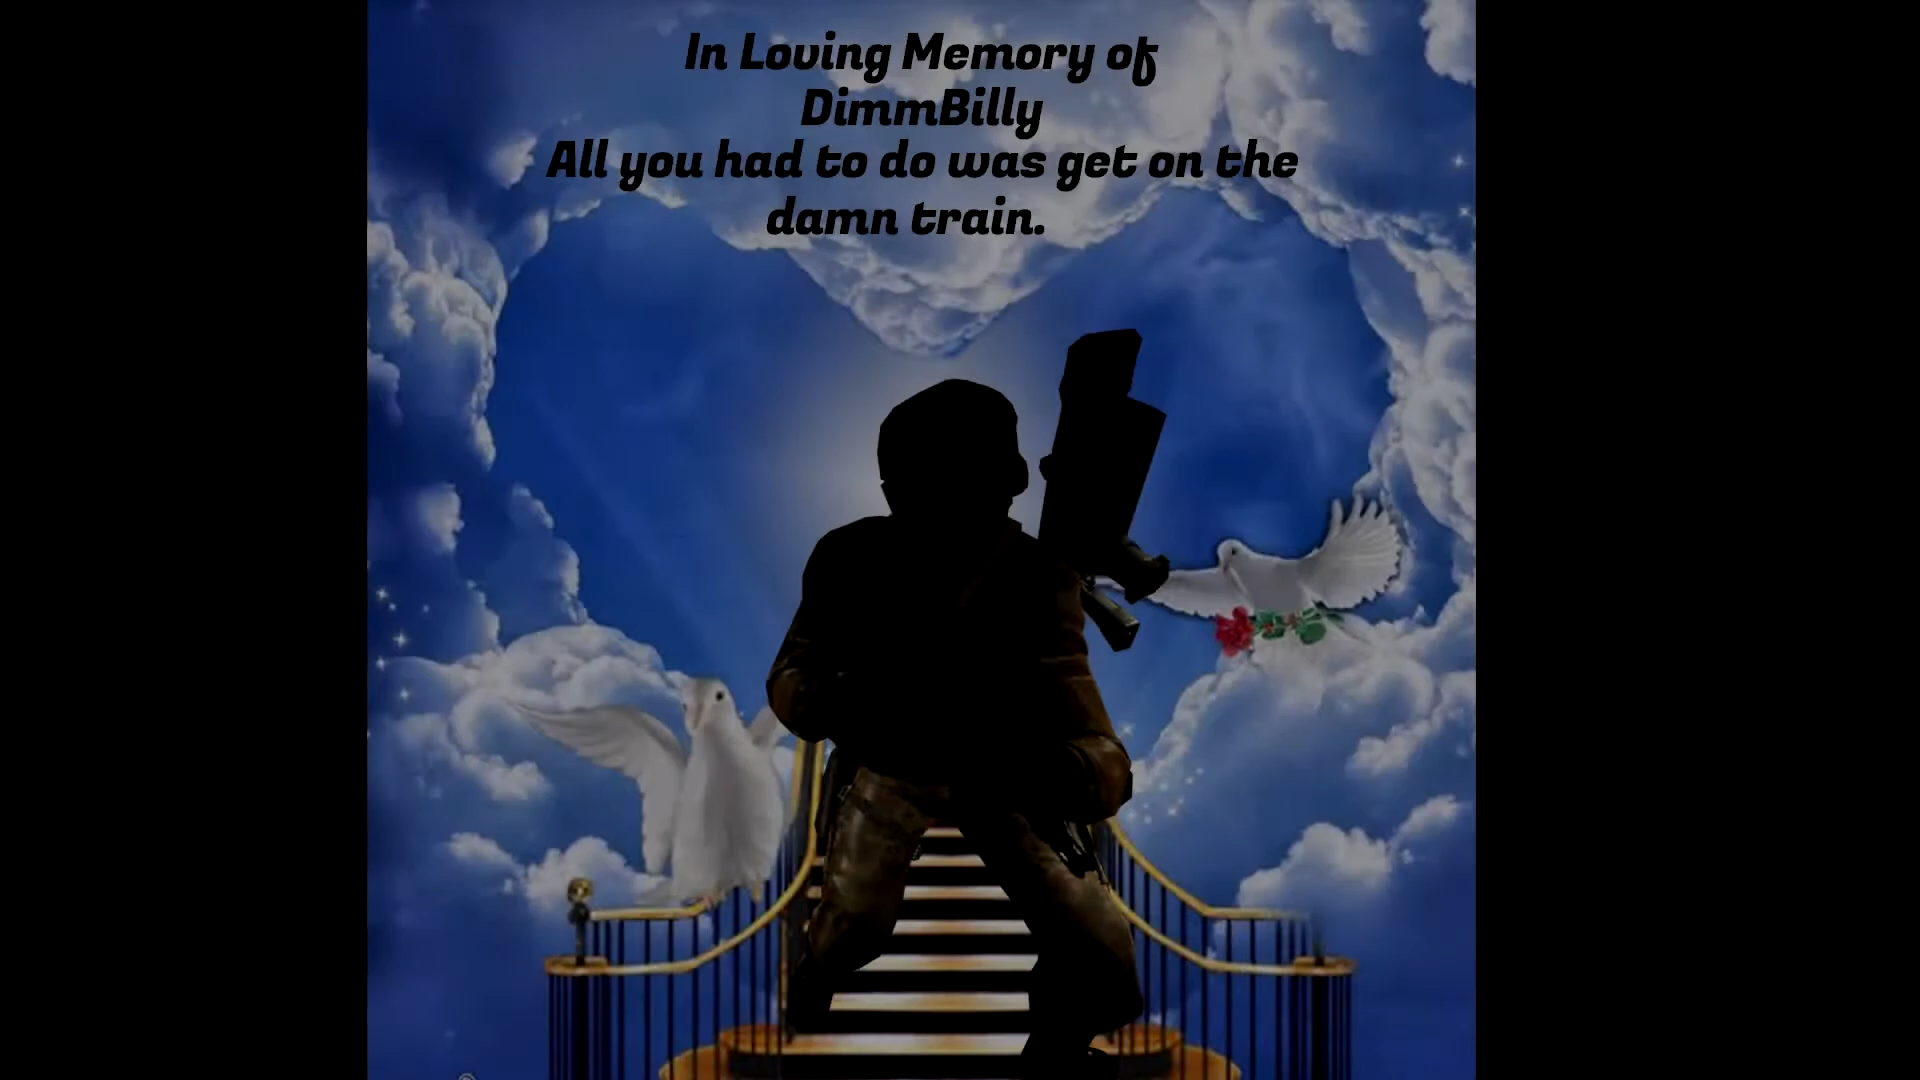 In Loving Memory of
DimmBilly
All you had to do was get on the
damn train.